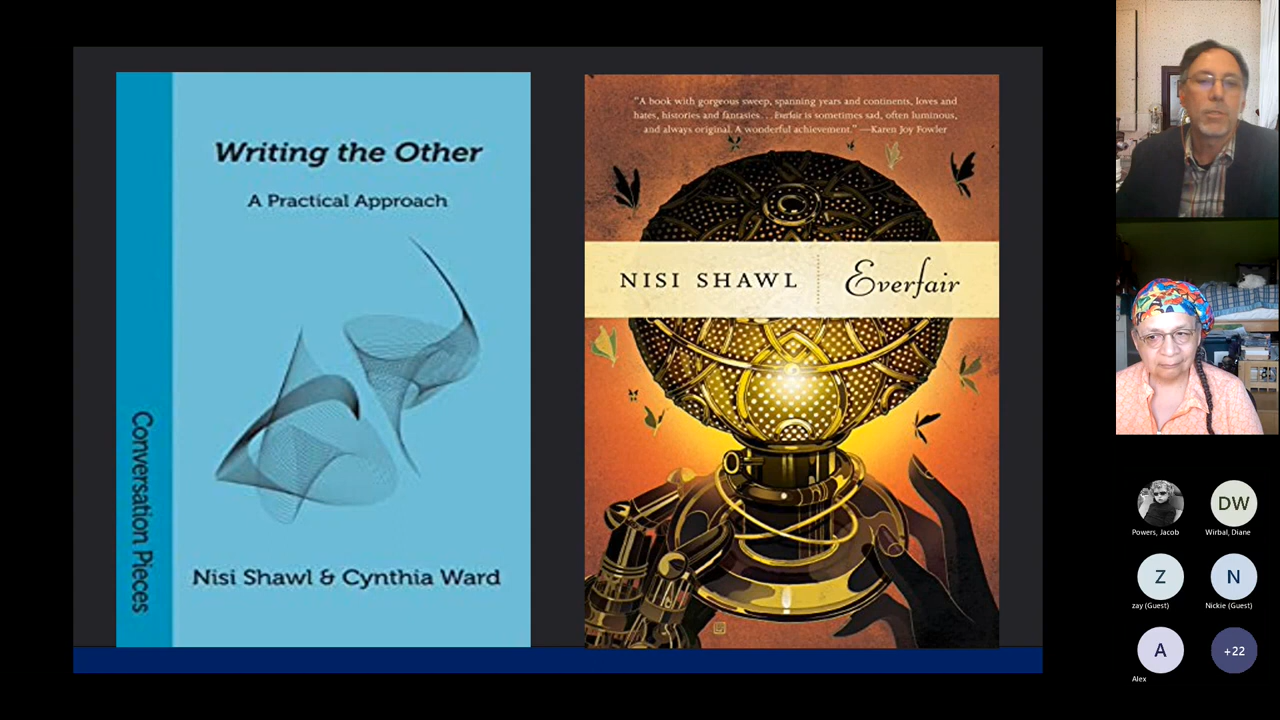 Writing the Other
A Practical Approach
Conversation Pieces
Nisi Shawl & Cynthia Ward
"A book with gorgeous sweep, spanning years and continents, loves and
hates, histories and fantasies... Everfair is sometimes sad, often luminous,
and always original. A wonderful achievement." —Karen Joy Fowler
NISI SHAWL
Everfair
Powers, Jacob
DW
Wirbal, Diane
Z
zay (Guest)
N
Nickie (Guest)
A
Alex
+22